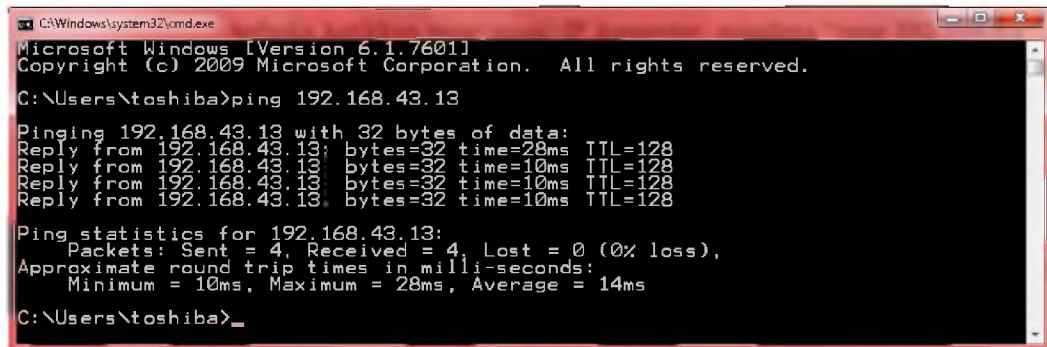 C:\Windows\system32\cmd.exe
Microsoft Windows [Version 6.1.7601]
Copyright (c) 2009 Microsoft Corporation. All rights reserved.
C:\Users\toshiba>ping 192.168.43.13
Pinging 192.168.43.13 with 32 bytes of data:
Reply from 192.168.43.13: bytes=32 time=28ms TTL=128
Reply from 192.168.43.13: bytes=32 time=10ms TTL=128
Reply from 192.168.43.13: bytes=32 time=10ms TTL=128
Reply from 192.168.43.13: bytes=32 time=10ms TTL=128
Ping statistics for 192.168.43.13:
Packets: Sent = 4, Received = 4, Lost = 0 (0% loss),
Approximate round trip times in milli-seconds:
Minimum = 10ms, Maximum = 28ms, Average = 14ms
C:\Users\toshiba>_